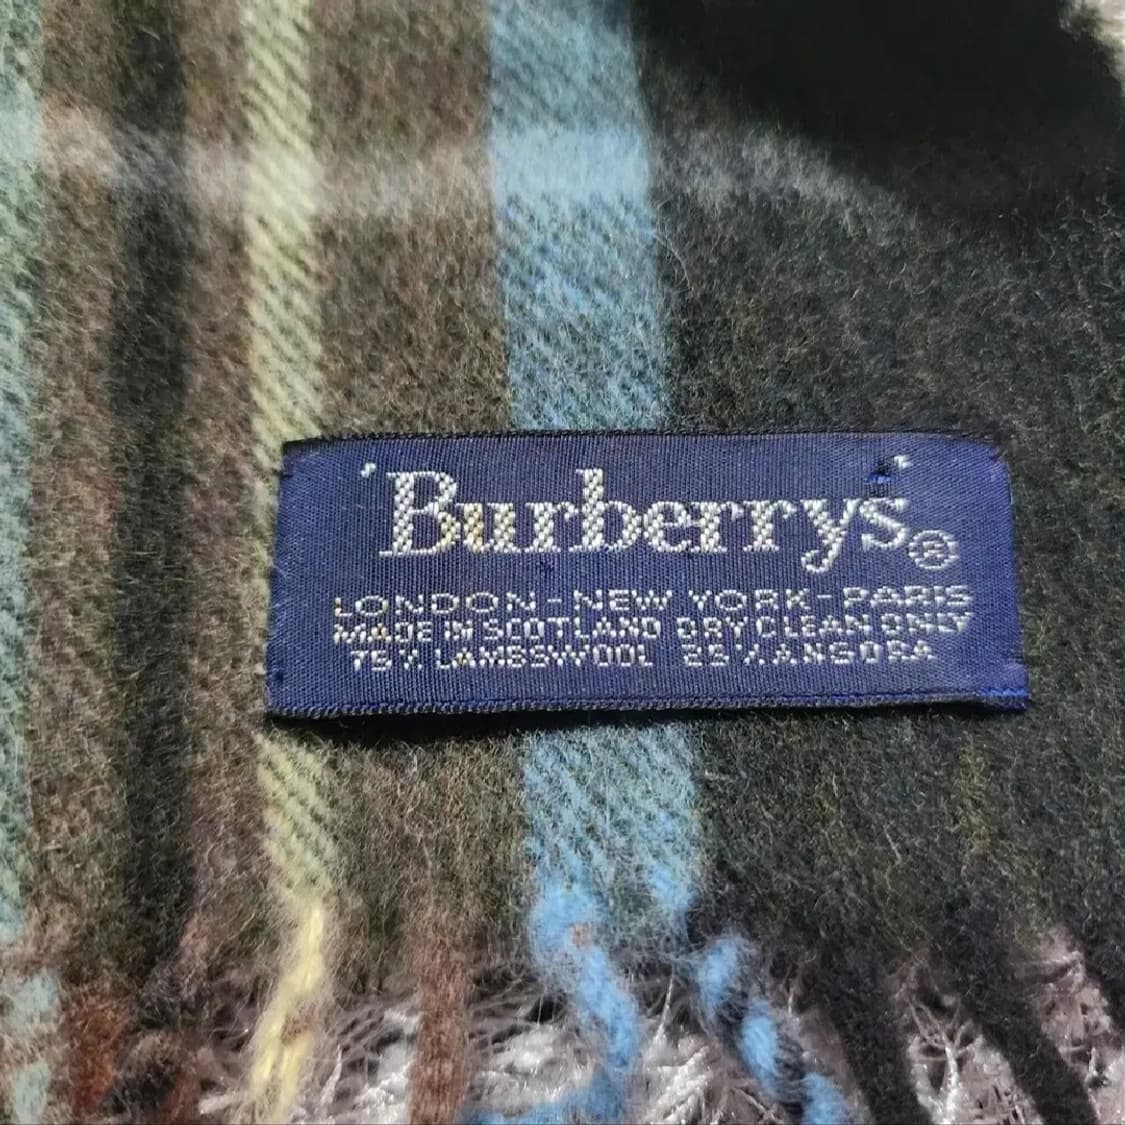 'Burberrys'®
LONDON-NEW YORK-PARIS
MADE IN SCOTLAND DRY CLEAN ONLY
75% LAMBSWOOL 25% ANGORA